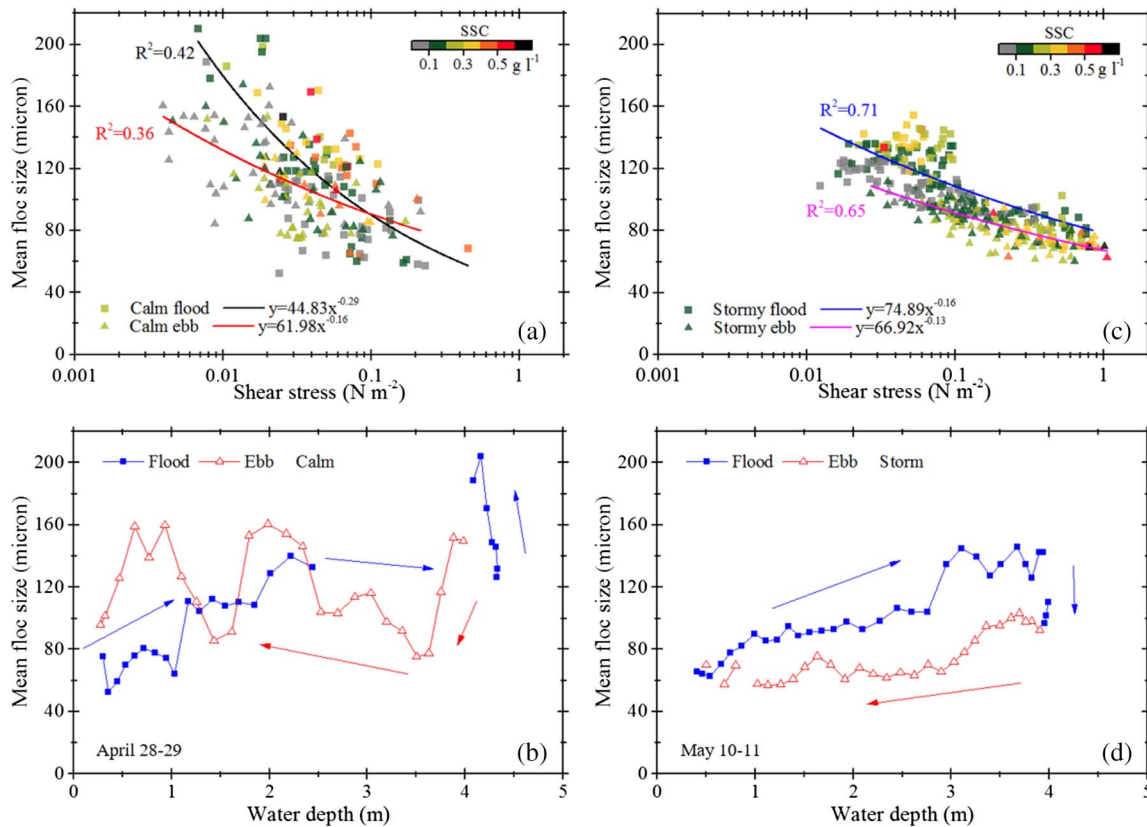 Mean floc size (micron)
200
160
120
80
40
0
0.001
0.01
0.1
1
Shear stress (N m-2)
SSC
0.1 0.3 0.5 g l-1
R2=0.42
R2=0.36
Calm flood y=44.83x-0.29
Calm ebb y=61.98x-0.16
(a)
Mean floc size (micron)
200
160
120
80
40
0
0.001
0.01
0.1
1
Shear stress (N m-2)
SSC
0.1 0.3 0.5 g l-1
R2=0.71
R2=0.65
Stormy flood y=74.89x-0.16
Stormy ebb y=66.92x-0.13
(c)
Mean floc size (micron)
200
160
120
80
40
0
0 1 2 3 4 5
Water depth (m)
Flood Ebb Calm
April 28-29
(b)
Mean floc size (micron)
200
160
120
80
40
0
0 1 2 3 4 5
Water depth (m)
Flood Ebb Storm
May 10-11
(d)